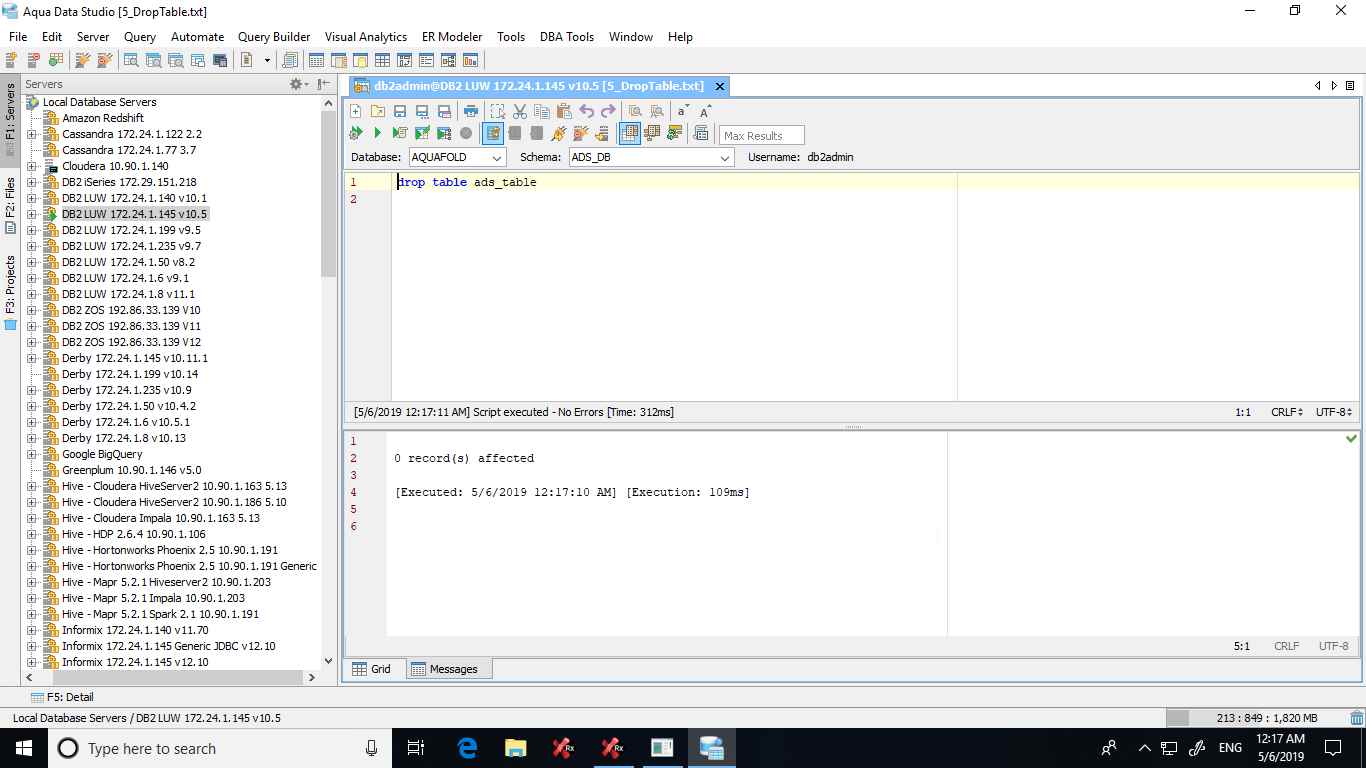 Aqua Data Studio [5_DropTable.txt]
File Edit Server Query Automate Query Builder Visual Analytics ER Modeler Tools DBA Tools Window Help
F1: Servers
F2: Files
F3: Projects
Servers
Local Database Servers
Amazon Redshift
Cassandra 172.24.1.122 2.2
Cassandra 172.24.1.77 3.7
Cloudera 10.90.1.140
DB2 iSeries 172.29.151.218
DB2 LUW 172.24.1.140 v10.1
DB2 LUW 172.24.1.145 v10.5
DB2 LUW 172.24.1.199 v9.5
DB2 LUW 172.24.1.235 v9.7
DB2 LUW 172.24.1.50 v8.2
DB2 LUW 172.24.1.6 v9.1
DB2 LUW 172.24.1.8 v11.1
DB2 ZOS 192.86.33.139 V10
DB2 ZOS 192.86.33.139 V11
DB2 ZOS 192.86.33.139 V12
Derby 172.24.1.145 v10.11.1
Derby 172.24.1.199 v10.14
Derby 172.24.1.235 v10.9
Derby 172.24.1.50 v10.4.2
Derby 172.24.1.6 v10.5.1
Derby 172.24.1.8 v10.13
Google BigQuery
Greenplum 10.90.1.146 v5.0
Hive - Cloudera HiveServer2 10.90.1.163 5.13
Hive - Cloudera HiveServer2 10.90.1.186 5.10
Hive - Cloudera Impala 10.90.1.163 5.13
Hive - HDP 2.6.4 10.90.1.106
Hive - Hortonworks Phoenix 2.5 10.90.1.191
Hive - Hortonworks Phoenix 2.5 10.90.1.191 Generic
Hive - Mapr 5.2.1 Hiveserver2 10.90.1.203
Hive - Mapr 5.2.1 Impala 10.90.1.203
Hive - Mapr 5.2.1 Spark 2.1 10.90.1.191
Informix 172.24.1.140 v11.70
Informix 172.24.1.145 Generic JDBC v12.10
Informix 172.24.1.145 v12.10
db2admin@DB2 LUW 172.24.1.145 v10.5 [5_DropTable.txt]
Max Results
Database: AQUAFOLD Schema: ADS_DB Username: db2admin
1 drop table ads_table
2
[5/6/2019 12:17:11 AM] Script executed - No Errors [Time: 312ms] 1:1 CRLF UTF-8
1
2 0 record(s) affected
3
4 [Executed: 5/6/2019 12:17:10 AM] [Execution: 109ms]
5
6
5:1 CRLF UTF-8
Grid Messages
F5: Detail
Local Database Servers / DB2 LUW 172.24.1.145 v10.5 213 : 849 : 1,820 MB
Type here to search
Rx
Rx
ENG
12:17 AM
5/6/2019